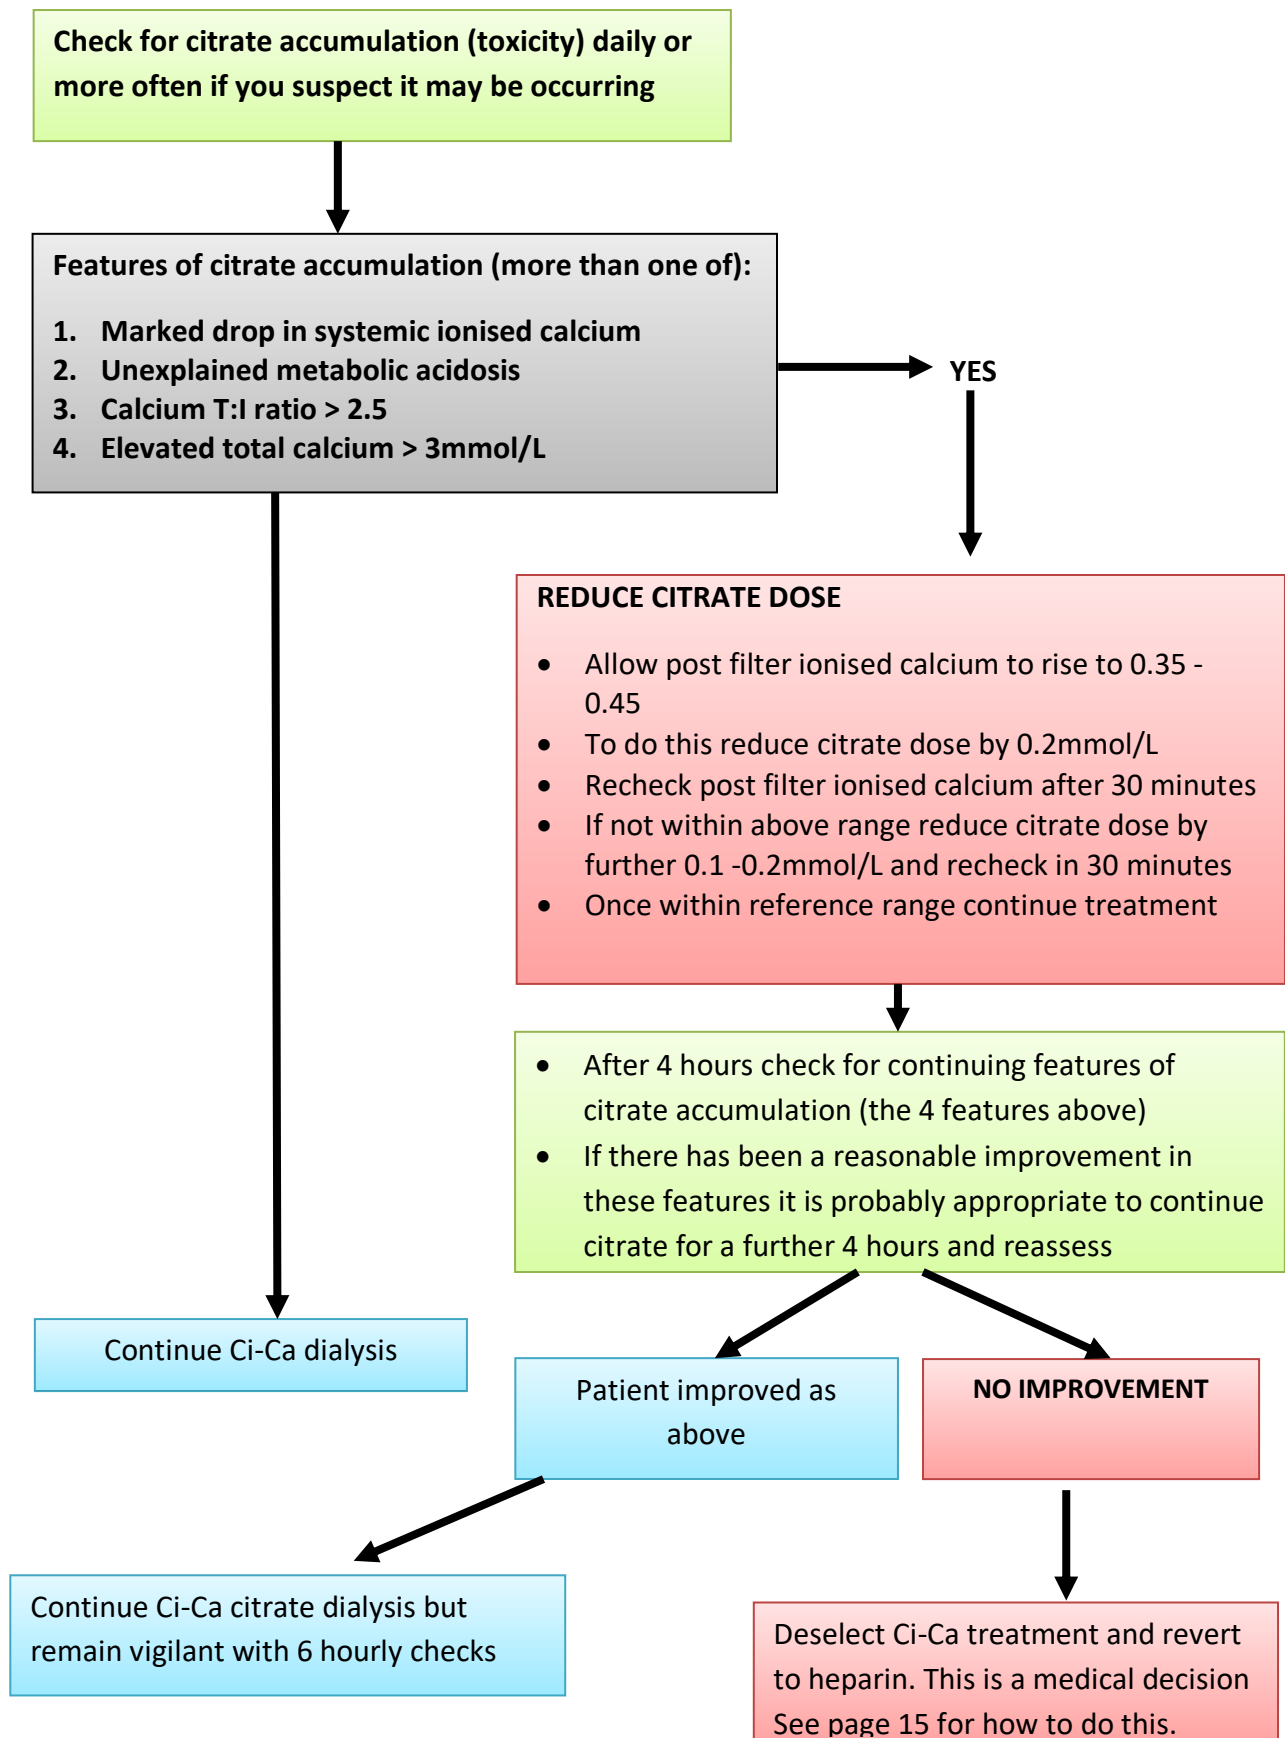 Check for citrate accumulation (toxicity) daily or
more often if you suspect it may be occurring
Features of citrate accumulation (more than one of):
1. Marked drop in systemic ionised calcium
2. Unexplained metabolic acidosis
3. Calcium T:I ratio > 2.5
4. Elevated total calcium > 3mmol/L
YES
REDUCE CITRATE DOSE
• Allow post filter ionised calcium to rise to 0.35 -
0.45
• To do this reduce citrate dose by 0.2mmol/L
• Recheck post filter ionised calcium after 30 minutes
• If not within above range reduce citrate dose by
further 0.1 -0.2mmol/L and recheck in 30 minutes
• Once within reference range continue treatment
• After 4 hours check for continuing features of
citrate accumulation (the 4 features above)
• If there has been a reasonable improvement in
these features it is probably appropriate to continue
citrate for a further 4 hours and reassess
Continue Ci-Ca dialysis
Patient improved as
above
NO IMPROVEMENT
Continue Ci-Ca citrate dialysis but
remain vigilant with 6 hourly checks
Deselect Ci-Ca treatment and revert
to heparin. This is a medical decision
See page 15 for how to do this.